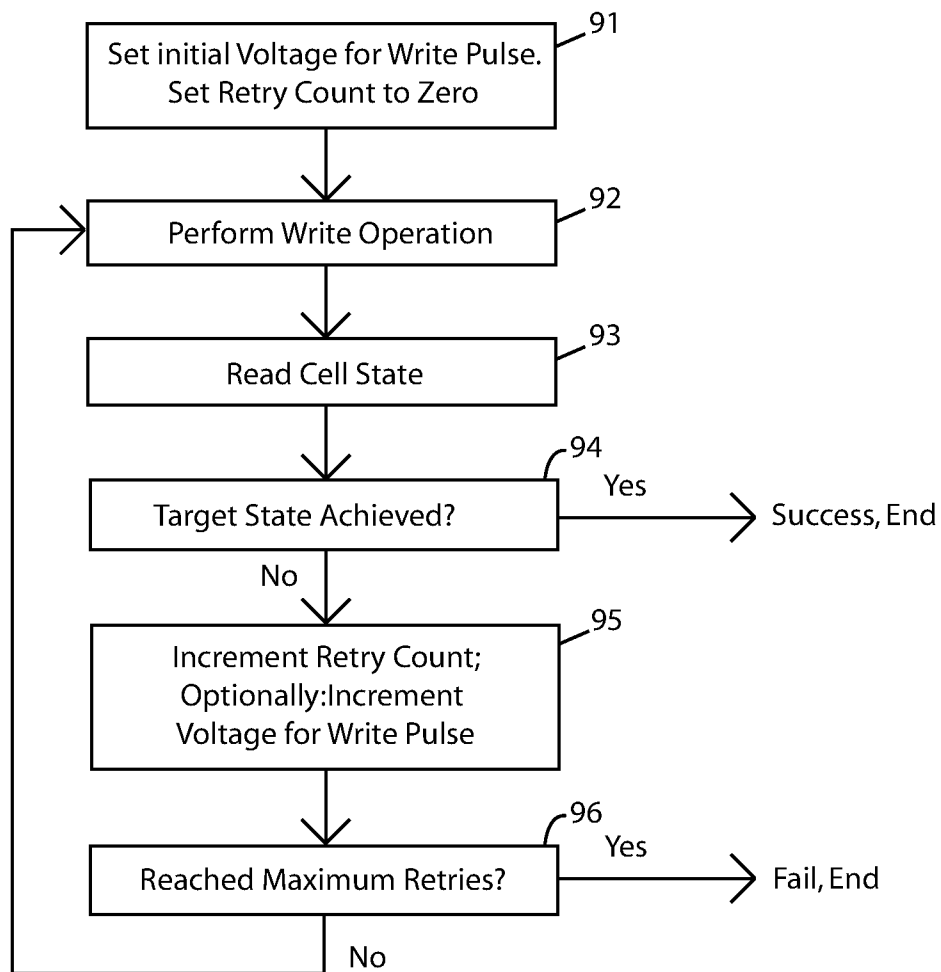 91
Set initial Voltage for Write Pulse.
Set Retry Count to Zero
92
Perform Write Operation
93
Read Cell State
94
Target State Achieved?
Yes
Success, End
No
95
Increment Retry Count;
Optionally:Increment
Voltage for Write Pulse
96
Reached Maximum Retries?
Yes
Fail, End
No